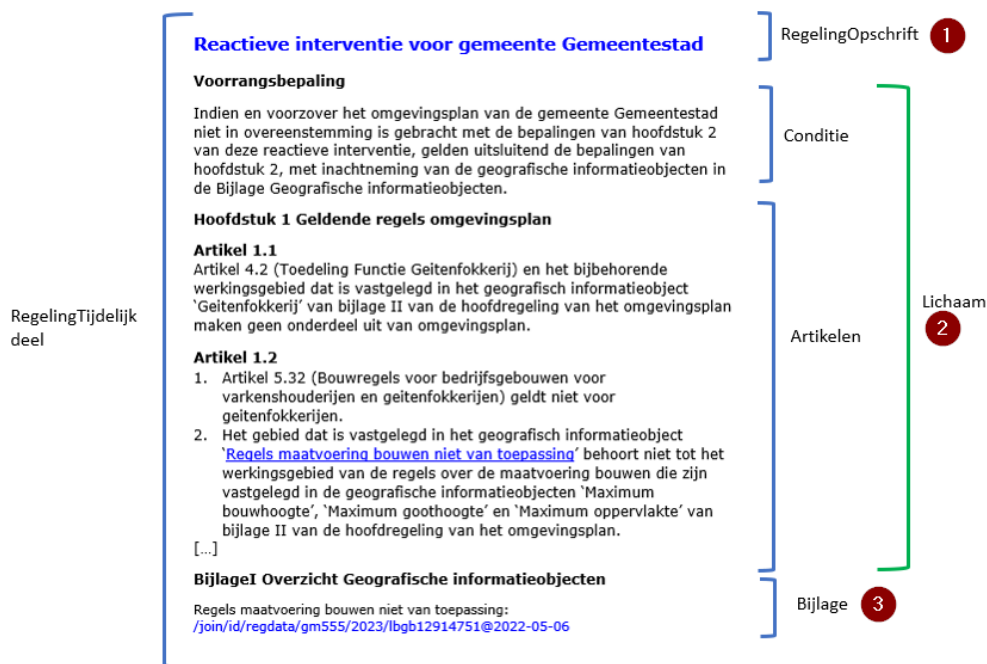 Reactieve interventie voor gemeente Gemeentestad
RegelingOpschrift 1
Voorrangsbepaling
Indien en voorzover het omgevingsplan van de gemeente Gemeentestad
niet in overeenstemming is gebracht met de bepalingen van hoofdstuk 2
van deze reactieve interventie, gelden uitsluitend de bepalingen van
hoofdstuk 2, met inachtneming van de geografische informatieobjecten in
de Bijlage Geografische informatieobjecten.
Conditie
Hoofdstuk 1 Geldende regels omgevingsplan
Artikel 1.1
Artikel 4.2 (Toedeling Functie Geitenfokkerij) en het bijbehorende
werkingsgebied dat is vastgelegd in het geografisch informatieobject
‘Geitenfokkerij’ van bijlage II van de hoofdregeling van het omgevingsplan
maken geen onderdeel uit van omgevingsplan.
RegelingTijdelijk
deel
Artikelen
Lichaam
2
Artikel 1.2
1. Artikel 5.32 (Bouwregels voor bedrijfsgebouwen voor
varkenshouderijen en geitenfokkerijen) geldt niet voor
geitenfokkerijen.
2. Het gebied dat is vastgelegd in het geografisch informatieobject
‘Regels maatvoering bouwen niet van toepassing’ behoort niet tot het
werkingsgebied van de regels over de maatvoering bouwen die zijn
vastgelegd in de geografische informatieobjecten ‘Maximum
bouwhoogte’, ‘Maximum goothoogte’ en ‘Maximum oppervlakte’ van
bijlage II van de hoofdregeling van het omgevingsplan.
[…]
BijlageI Overzicht Geografische informatieobjecten
Regels maatvoering bouwen niet van toepassing:
/join/id/regdata/gm555/2023/lbgb12914751@2022-05-06
Bijlage 3